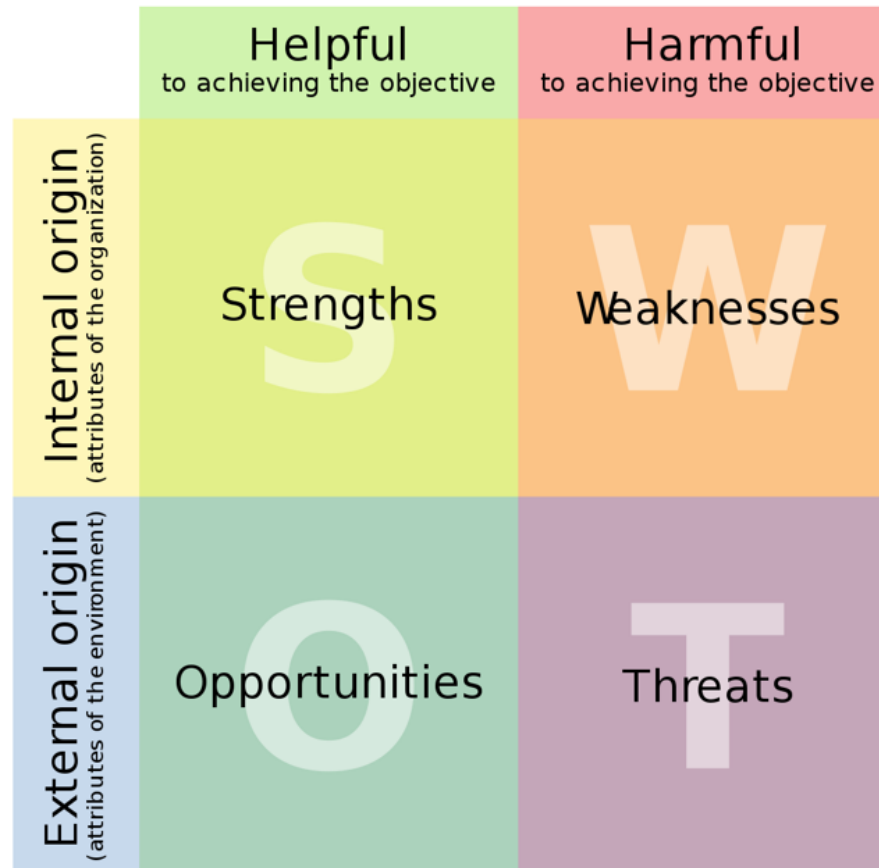 Helpful
to achieving the objective
Harmful
to achieving the objective
Internal origin
(attributes of the organization)
S
Strengths
W
Weaknesses
External origin
(attributes of the environment)
O
Opportunities
T
Threats